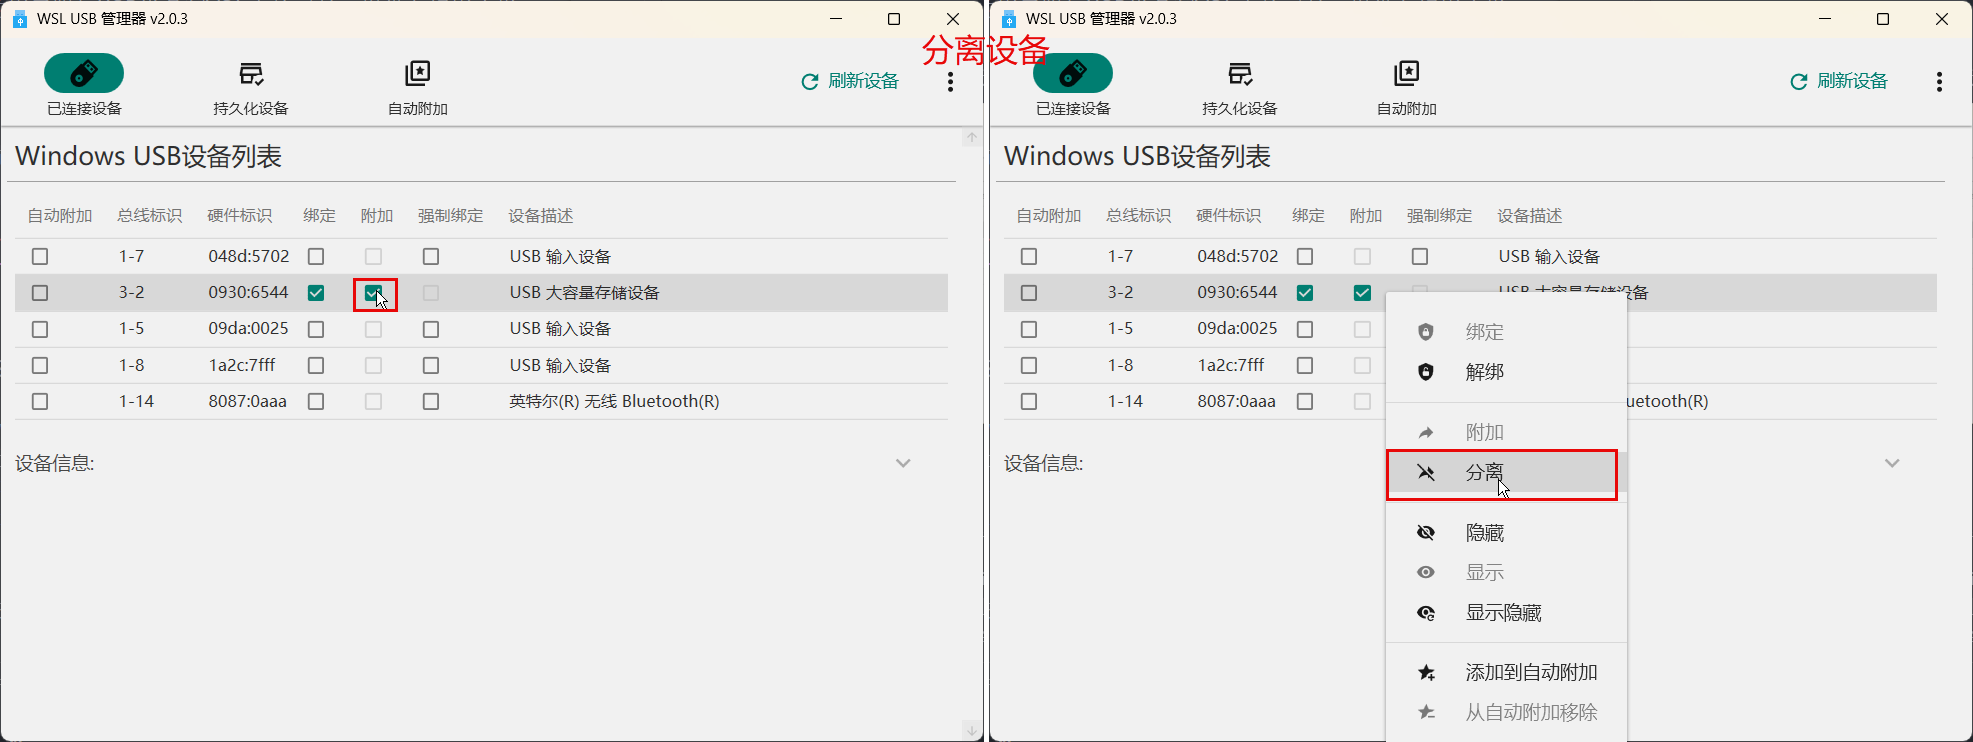 WSL USB 管理器 v2.0.3
已连接设备
持久化设备
自动附加
刷新设备
分离设备
Windows USB设备列表
自动附加 总线标识 硬件标识 绑定 附加 强制绑定 设备描述
1-7 048d:5702 USB 输入设备
3-2 0930:6544 USB 大容量存储设备
1-5 09da:0025 USB 输入设备
1-8 1a2c:7fff USB 输入设备
1-14 8087:0aaa 英特尔(R) 无线 Bluetooth(R)
设备信息:
WSL USB 管理器 v2.0.3
已连接设备
持久化设备
自动附加
刷新设备
Windows USB设备列表
自动附加 总线标识 硬件标识 绑定 附加 强制绑定 设备描述
1-7 048d:5702 USB 输入设备
3-2 0930:6544 USB 大容量存储设备
1-5 09da:0025
1-8 1a2c:7fff
1-14 8087:0aaa uetooth(R)
设备信息:
绑定
解绑
附加
分离
隐藏
显示
显示隐藏
添加到自动附加
从自动附加移除